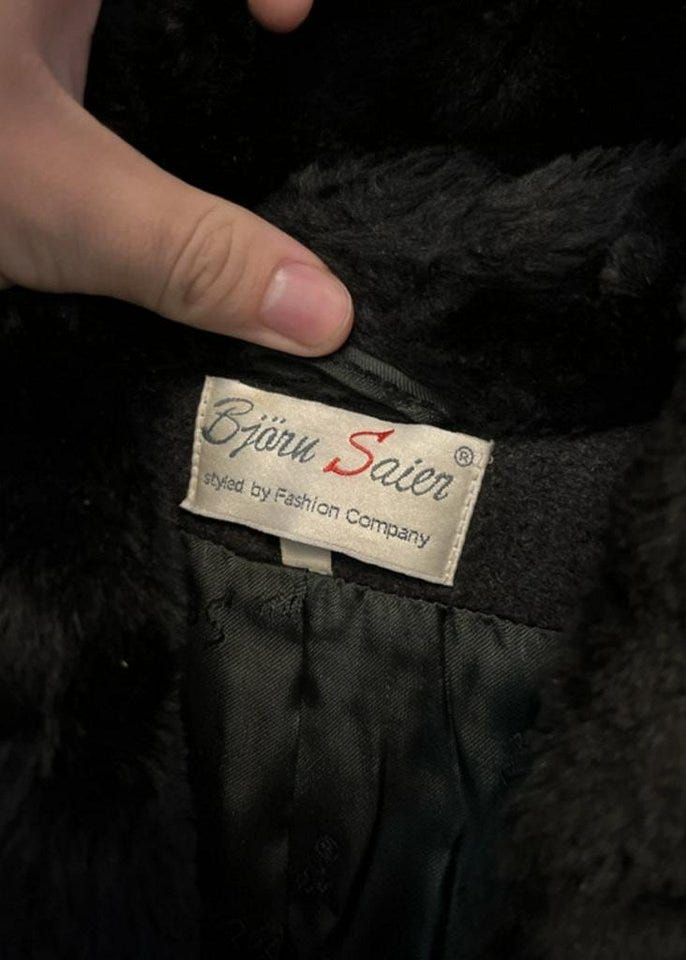 Björn Saier ®
styled by Fashion Company